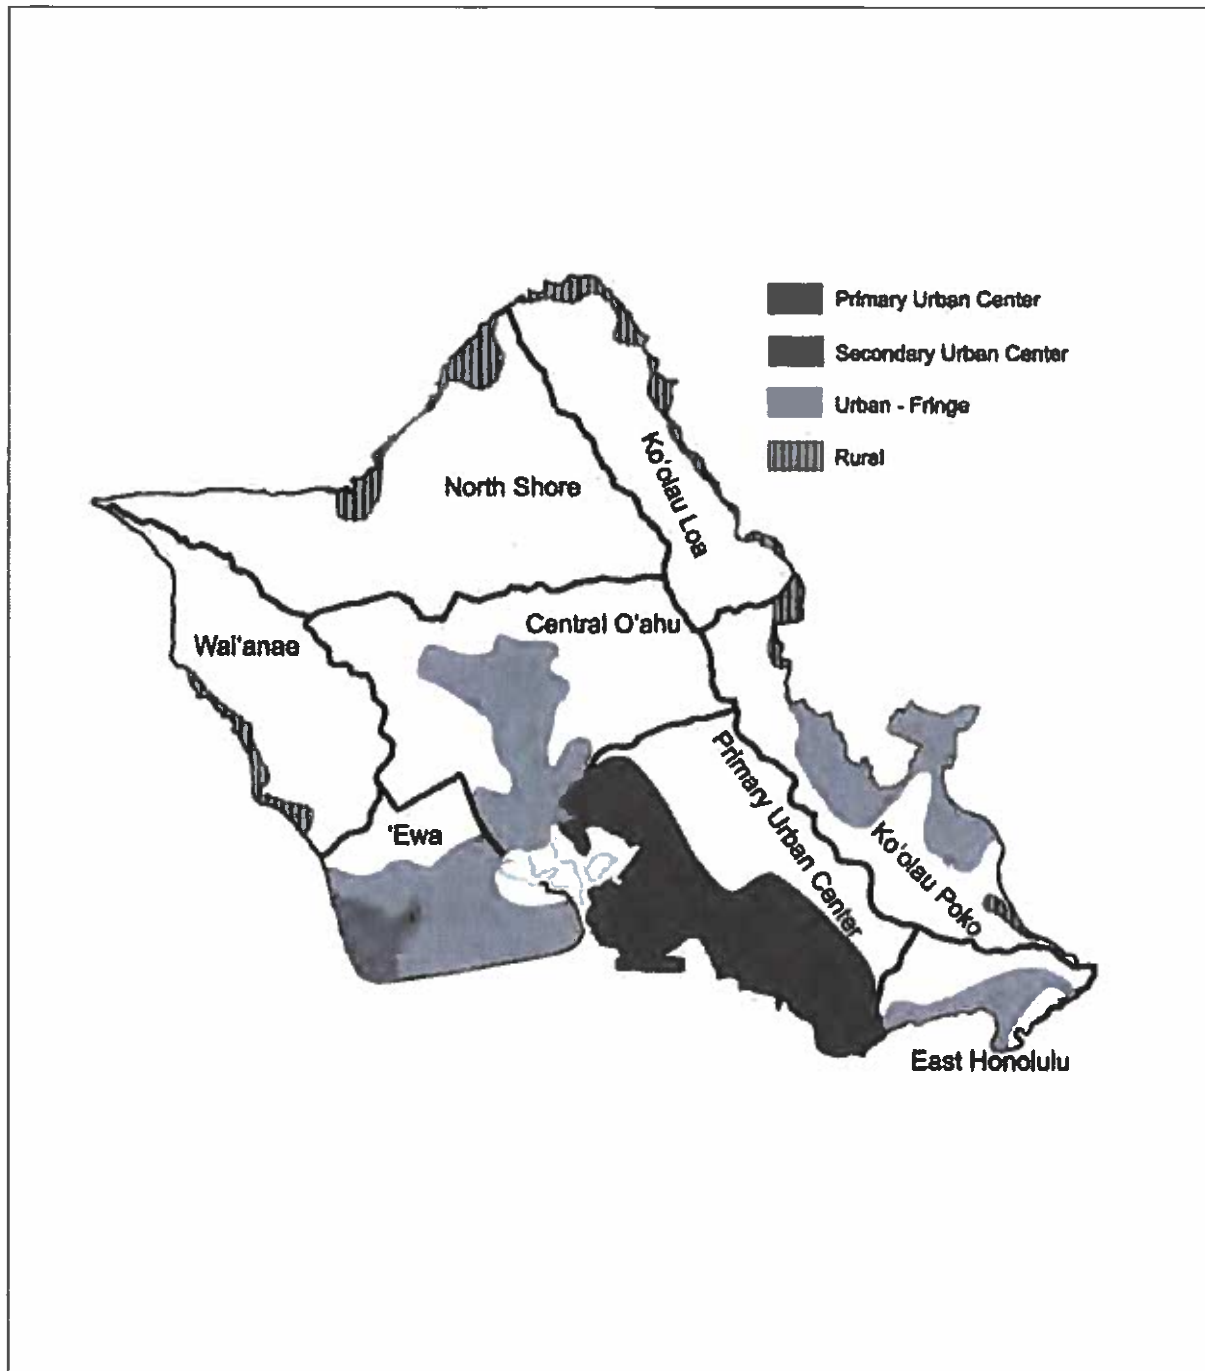 Primary Urban Center
Secondary Urban Center
Urban - Fringe
Rural
North Shore
Ko'olau Loa
Central O'ahu
Wai'anae
Primary Urban Center
'Ewa
Ko'olau Poko
East Honolulu